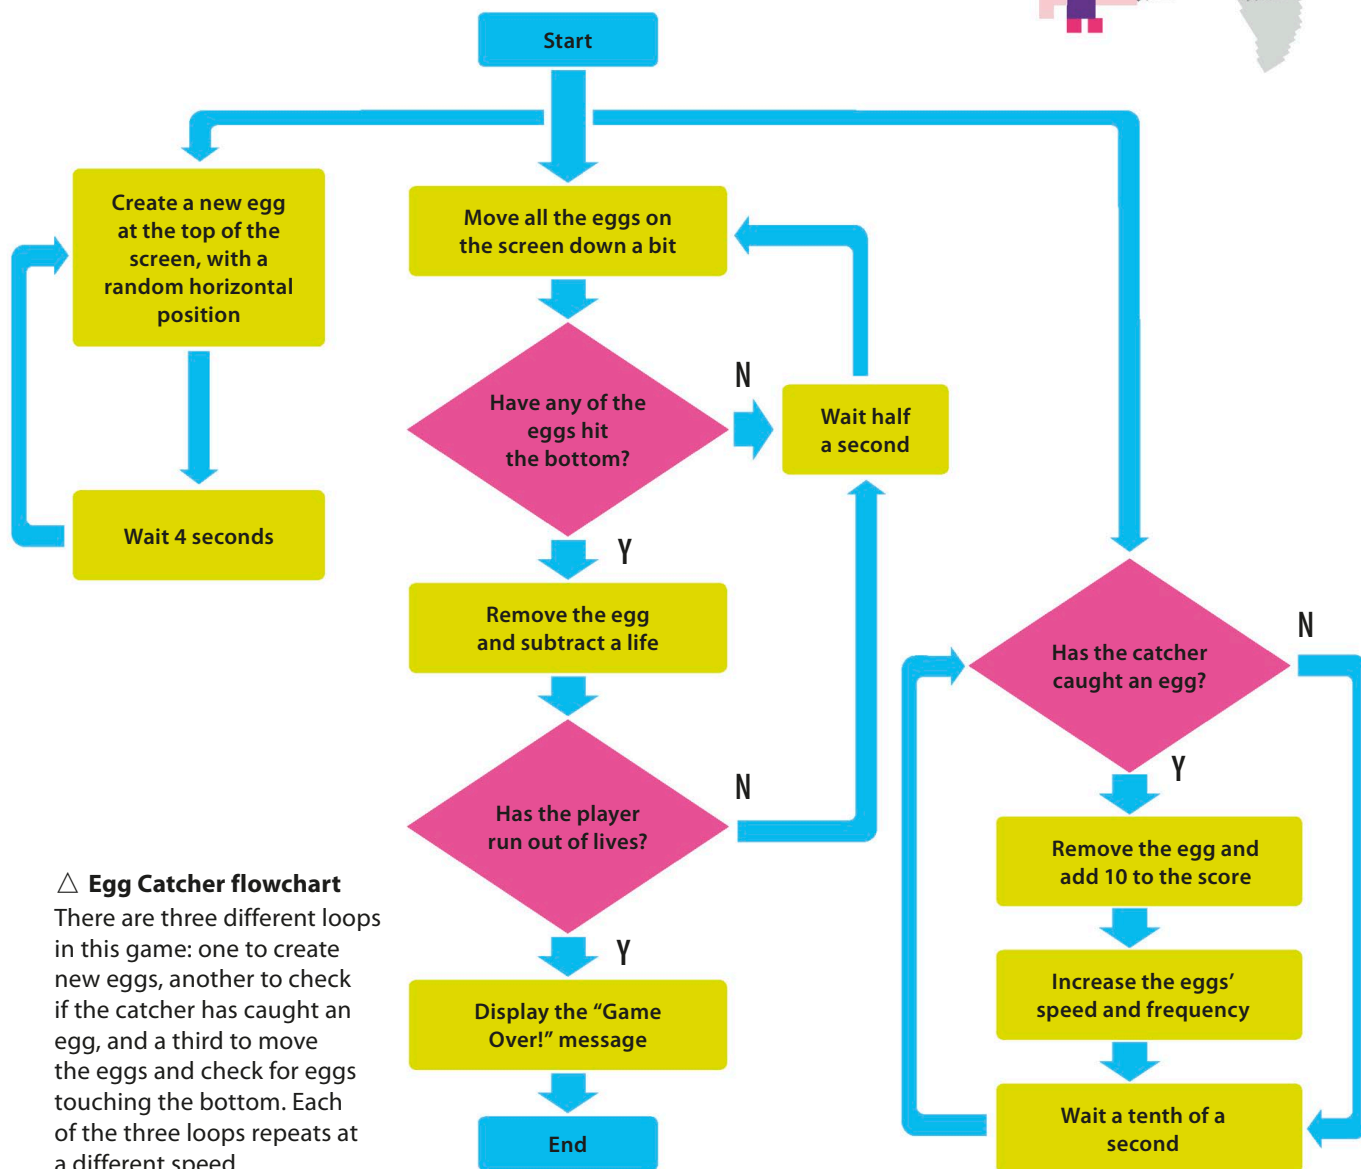 Start
Create a new egg
at the top of the
screen, with a
random horizontal
position
Wait 4 seconds
Move all the eggs on
the screen down a bit
Have any of the
eggs hit
the bottom?
N
Wait half
a second
Y
Remove the egg
and subtract a life
Has the player
run out of lives?
N
Y
Display the “Game
Over!” message
End
Has the catcher
caught an egg?
N
Y
Remove the egg and
add 10 to the score
Increase the eggs’
speed and frequency
Wait a tenth of a
second
△ Egg Catcher flowchart
There are three different loops
in this game: one to create
new eggs, another to check
if the catcher has caught an
egg, and a third to move
the eggs and check for eggs
touching the bottom. Each
of the three loops repeats at
a different speed